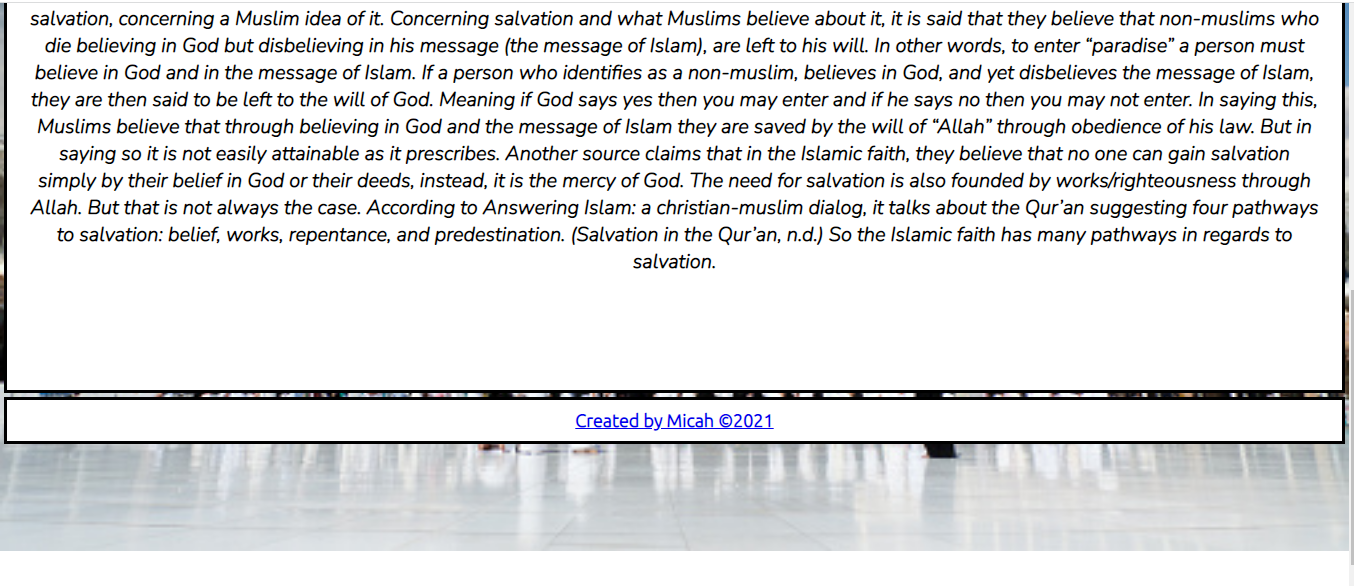 salvation, concerning a Muslim idea of it. Concerning salvation and what Muslims believe about it, it is said that they believe that non-muslims who
die believing in God but disbelieving in his message (the message of Islam), are left to his will. In other words, to enter “paradise” a person must
believe in God and in the message of Islam. If a person who identifies as a non-muslim, believes in God, and yet disbelieves the message of Islam,
they are then said to be left to the will of God. Meaning if God says yes then you may enter and if he says no then you may not enter. In saying this,
Muslims believe that through believing in God and the message of Islam they are saved by the will of “Allah” through obedience of his law. But in
saying so it is not easily attainable as it prescribes. Another source claims that in the Islamic faith, they believe that no one can gain salvation
simply by their belief in God or their deeds, instead, it is the mercy of God. The need for salvation is also founded by works/righteousness through
Allah. But that is not always the case. According to Answering Islam: a christian-muslim dialog, it talks about the Qur’an suggesting four pathways
to salvation: belief, works, repentance, and predestination. (Salvation in the Qur’an, n.d.) So the Islamic faith has many pathways in regards to
salvation.
Created by Micah ©2021